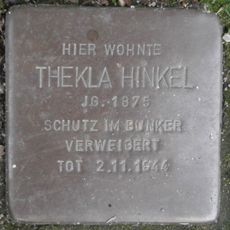 HIER WOHNTE
THEKLA HINKEL
JG. 1875
SCHUTZ IM BUNKER
VERWEIGERT
TOT 2.11.1944